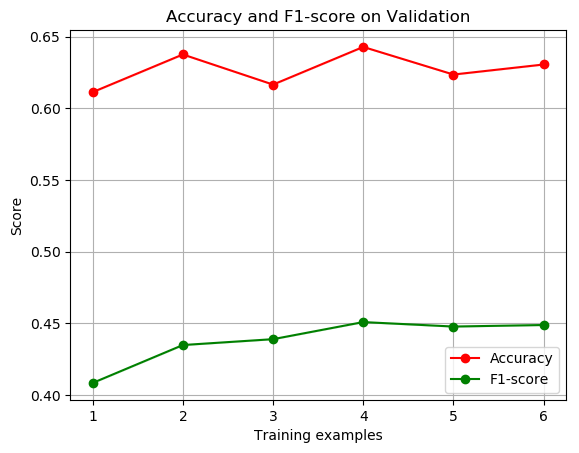 Accuracy and F1-score on Validation
0.65
0.60
0.55
0.50
0.45
0.40
Score
Accuracy
F1-score
1 2 3 4 5 6
Training examples